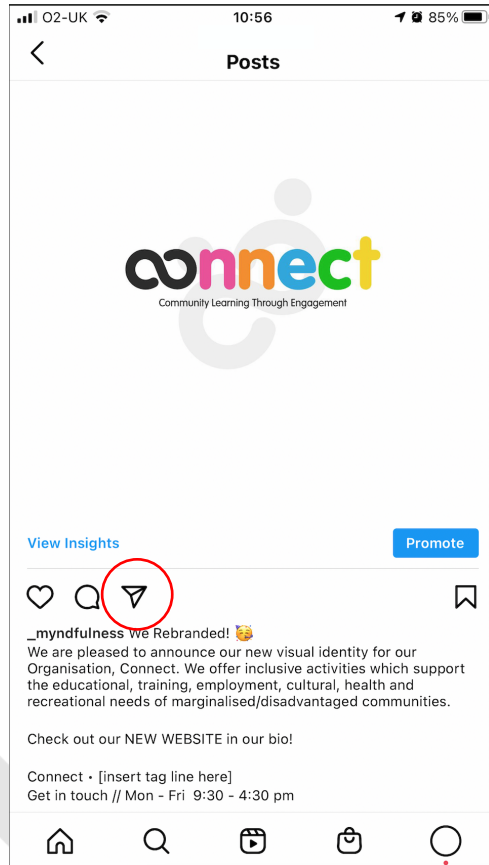 O2-UK 10:56 85%
Posts
connect
Community Learning Through Engagement
View Insights Promote
_myndfulness We Rebranded! 🥳
We are pleased to announce our new visual identity for our
Organisation, Connect. We offer inclusive activities which support
the educational, training, employment, cultural, health and
recreational needs of marginalised/disadvantaged communities.
Check out our NEW WEBSITE in our bio!
Connect • [insert tag line here]
Get in touch // Mon - Fri 9:30 - 4:30 pm